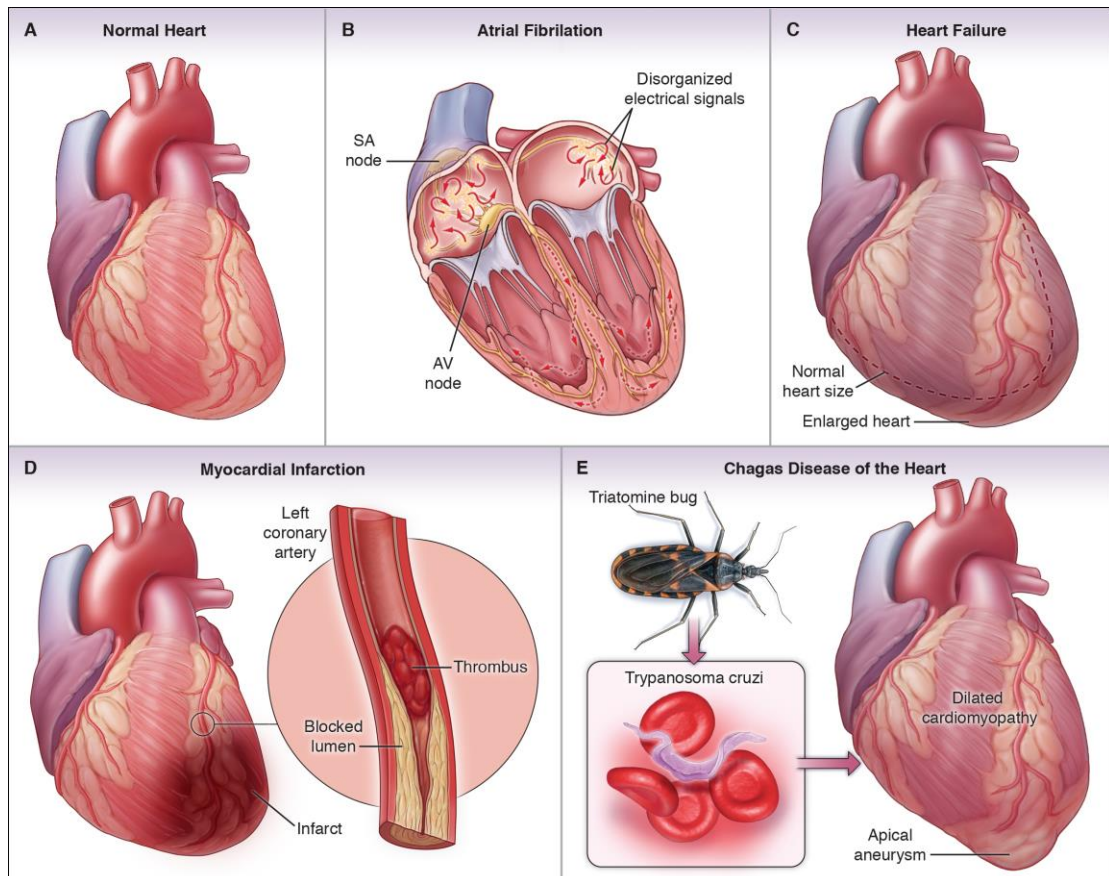 A
Normal Heart
B
Atrial Fibrilation
SA
node
Disorganized
electrical signals
AV
node
C
Heart Failure
Normal
heart size
Enlarged heart
D
Myocardial Infarction
Left
coronary
artery
Thrombus
Blocked
lumen
Infarct
E
Chagas Disease of the Heart
Triatomine bug
Trypanosoma cruzi
Dilated
cardiomyopathy
Apical
aneurysm